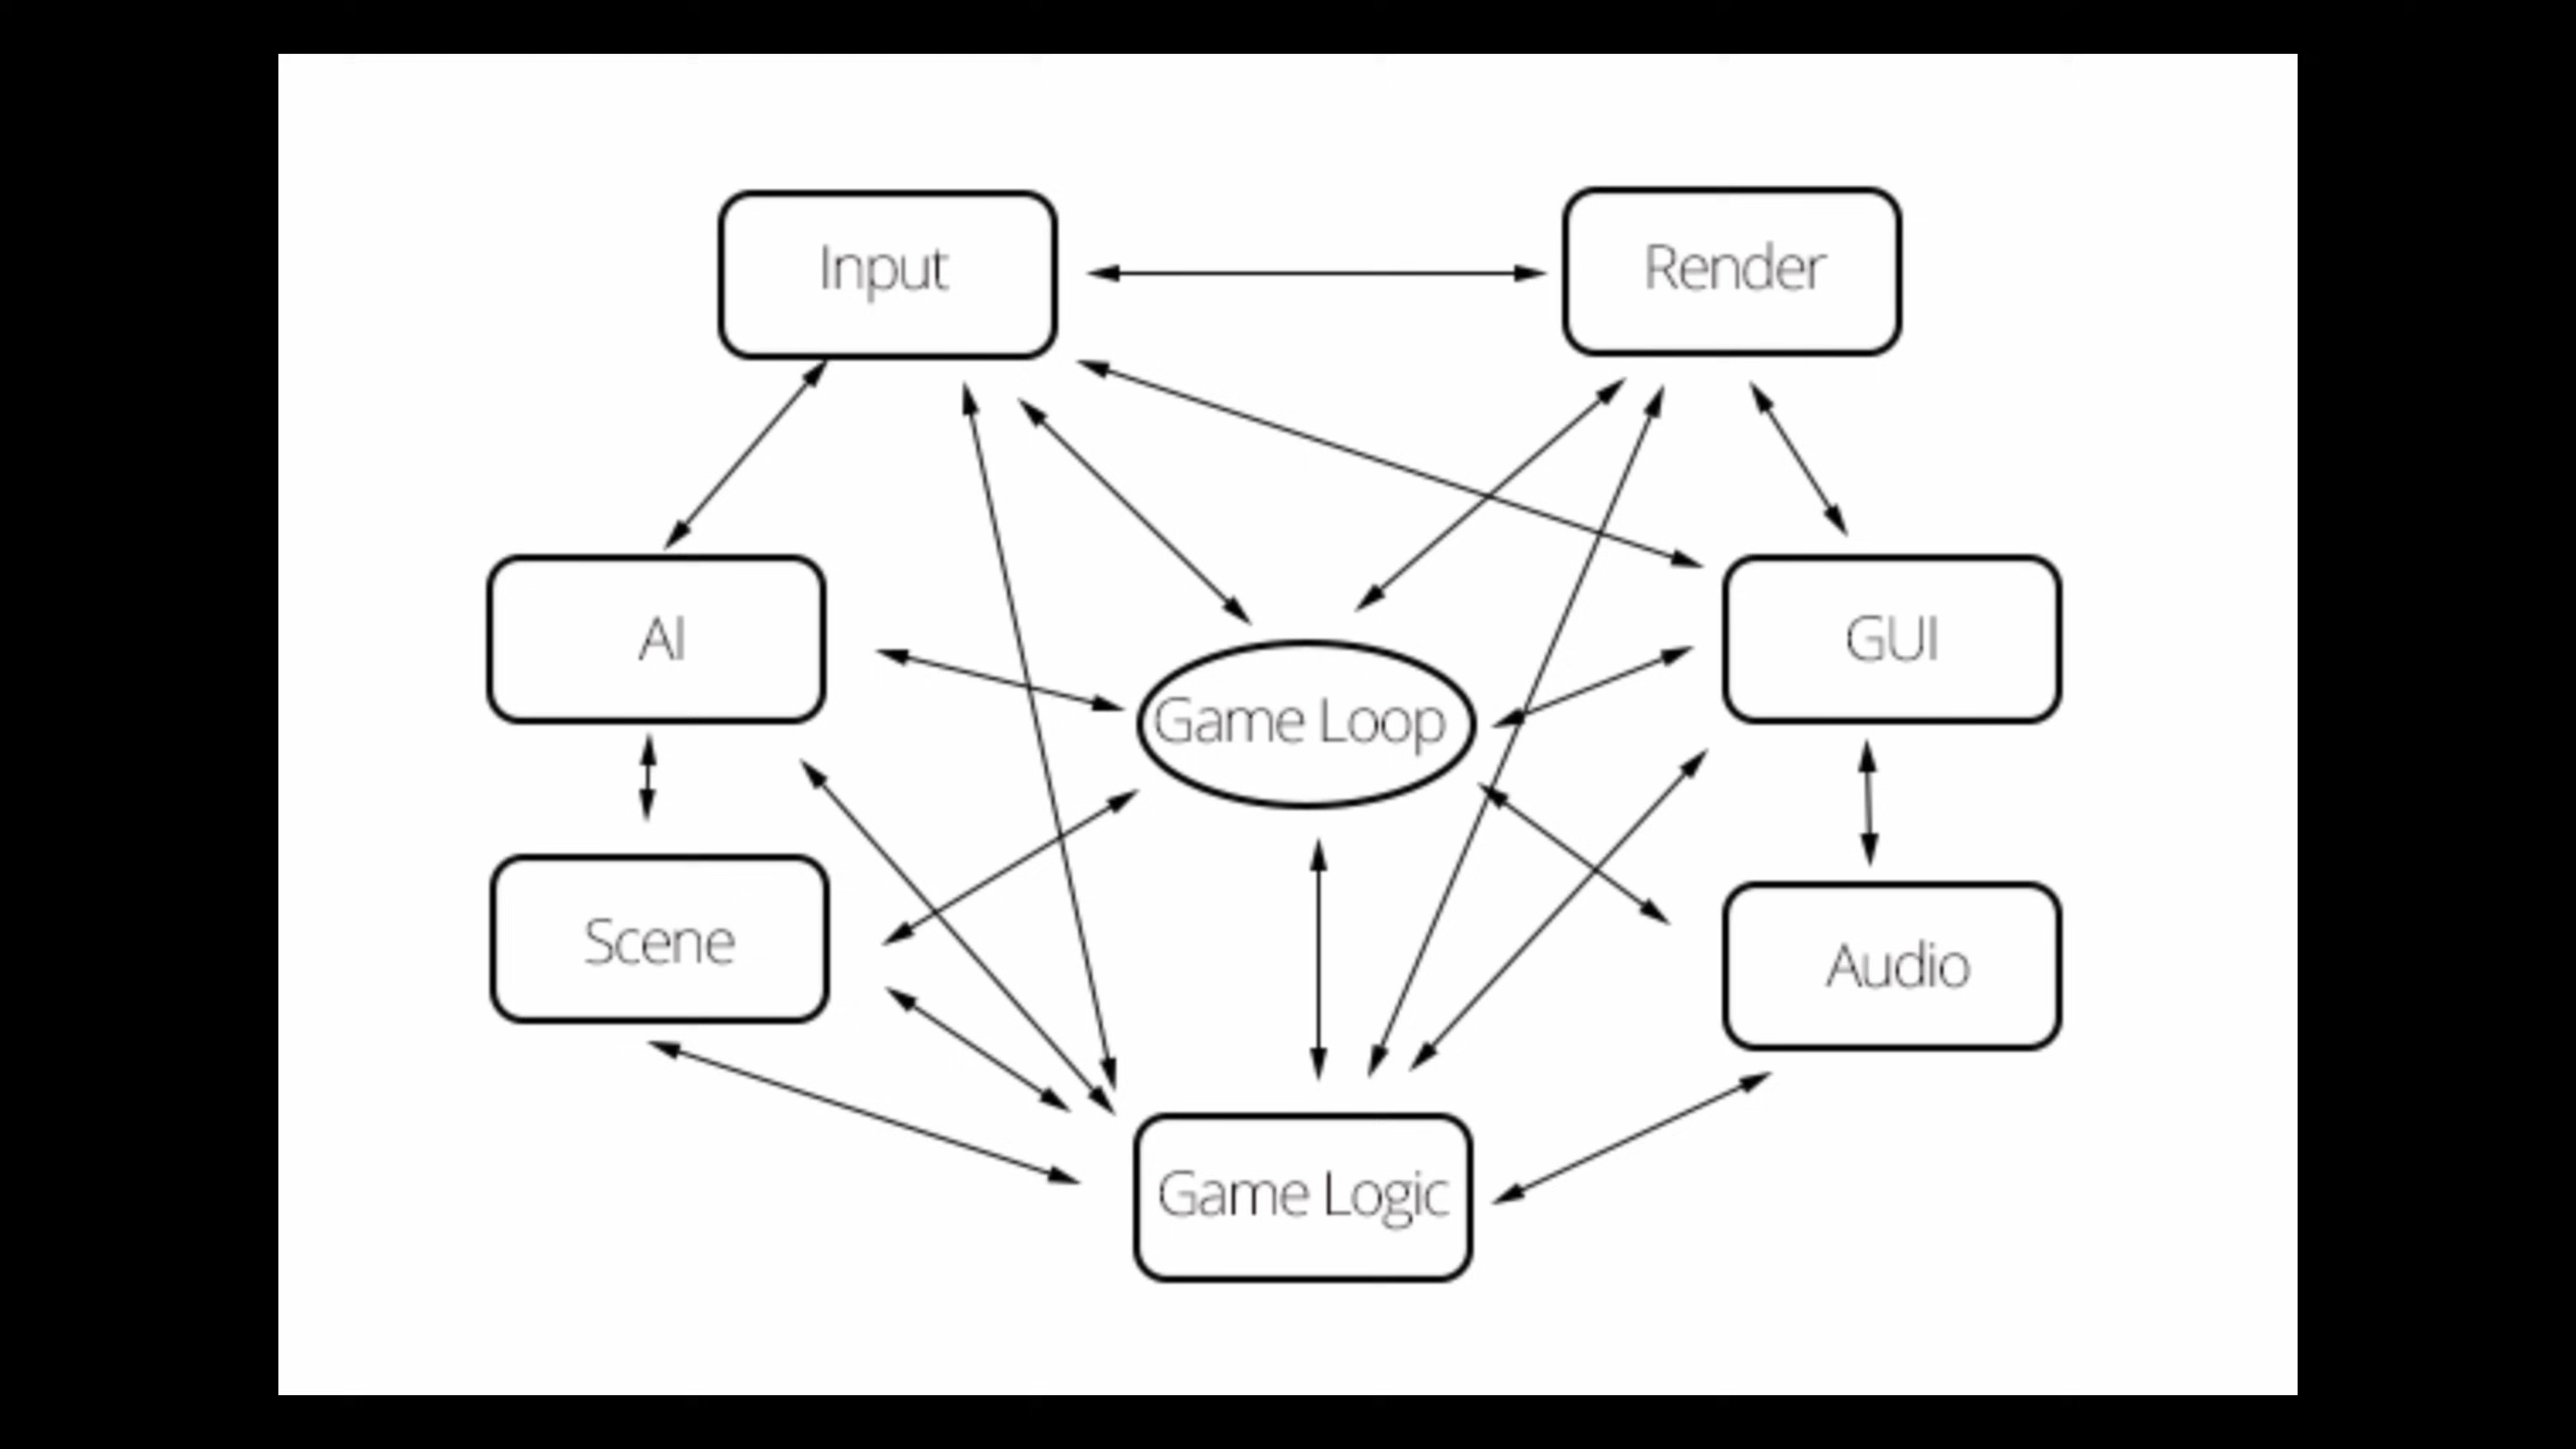 Input
Render
AI
GUI
Game Loop
Scene
Audio
Game Logic